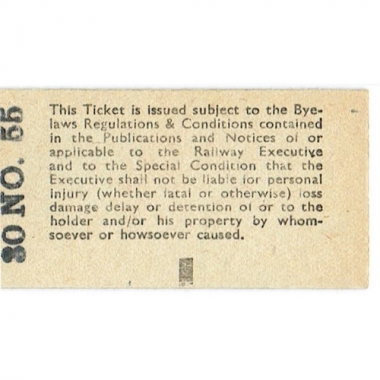 This Ticket is issued subject to the Bye-
laws Regulations & Conditions contained
in the Publications and Notices of or
applicable to the Railway Executive
and to the Special Condition that the
Executive shall not be liable for personal
injury (whether fatal or otherwise) loss
damage delay or detention of or to the
holder and/or his property by whom-
soever or howsoever caused.
30 NO. 55